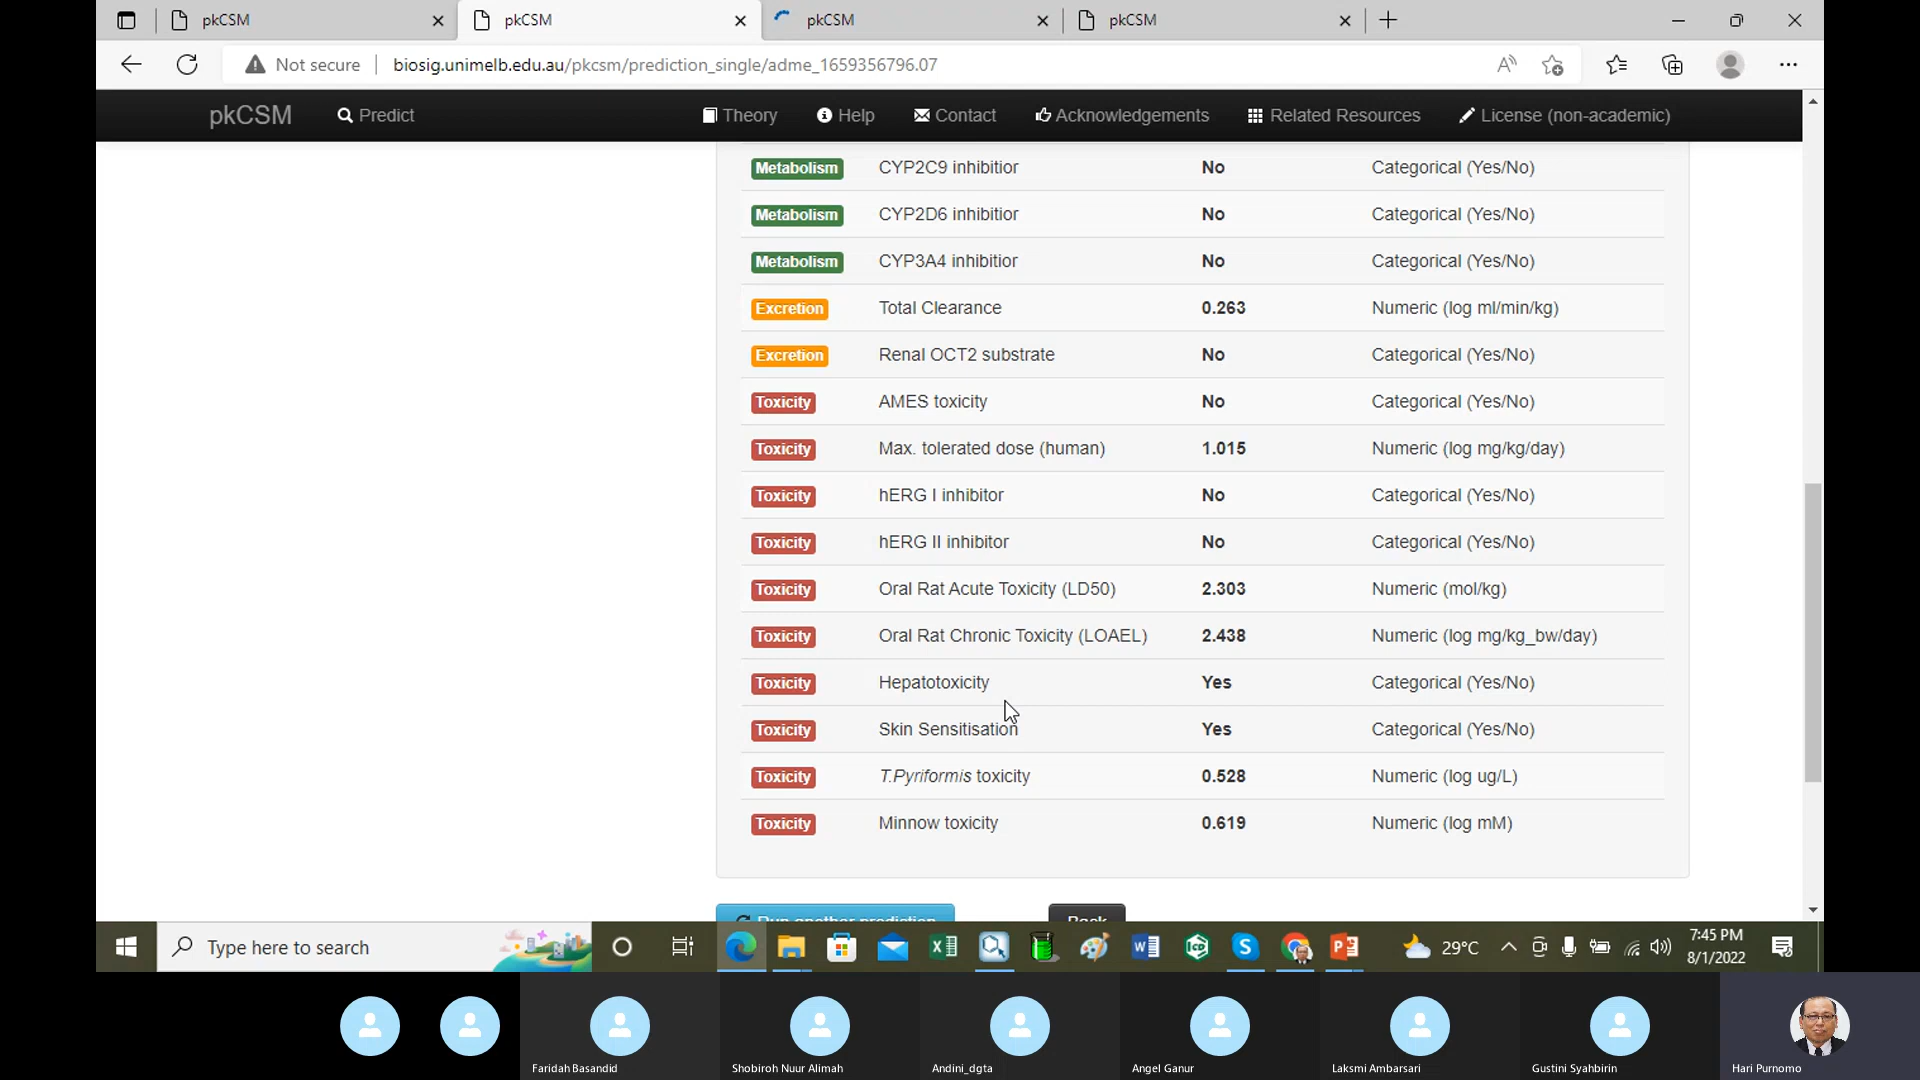 pkCSM
pkCSM
pkCSM
pkCSM
Not secure biosig.unimelb.edu.au/pkcsm/prediction_single/adme_1659356796.07
pkCSM Predict Theory Help Contact Acknowledgements Related Resources License (non-academic)
Metabolism CYP2C9 inhibitior No Categorical (Yes/No)
Metabolism CYP2D6 inhibitior No Categorical (Yes/No)
Metabolism CYP3A4 inhibitior No Categorical (Yes/No)
Excretion Total Clearance 0.263 Numeric (log ml/min/kg)
Excretion Renal OCT2 substrate No Categorical (Yes/No)
Toxicity AMES toxicity No Categorical (Yes/No)
Toxicity Max. tolerated dose (human) 1.015 Numeric (log mg/kg/day)
Toxicity hERG I inhibitor No Categorical (Yes/No)
Toxicity hERG II inhibitor No Categorical (Yes/No)
Toxicity Oral Rat Acute Toxicity (LD50) 2.303 Numeric (mol/kg)
Toxicity Oral Rat Chronic Toxicity (LOAEL) 2.438 Numeric (log mg/kg_bw/day)
Toxicity Hepatotoxicity Yes Categorical (Yes/No)
Toxicity Skin Sensitisation Yes Categorical (Yes/No)
Toxicity T.Pyriformis toxicity 0.528 Numeric (log ug/L)
Toxicity Minnow toxicity 0.619 Numeric (log mM)
Run another prediction Back
Type here to search 29°C 7:45 PM
8/1/2022
Faridah Basandid Shobiroh Nuur Alimah Andini_dgta Angel Ganur Laksmi Ambarsari Gustini Syahbirin Hari Purnomo